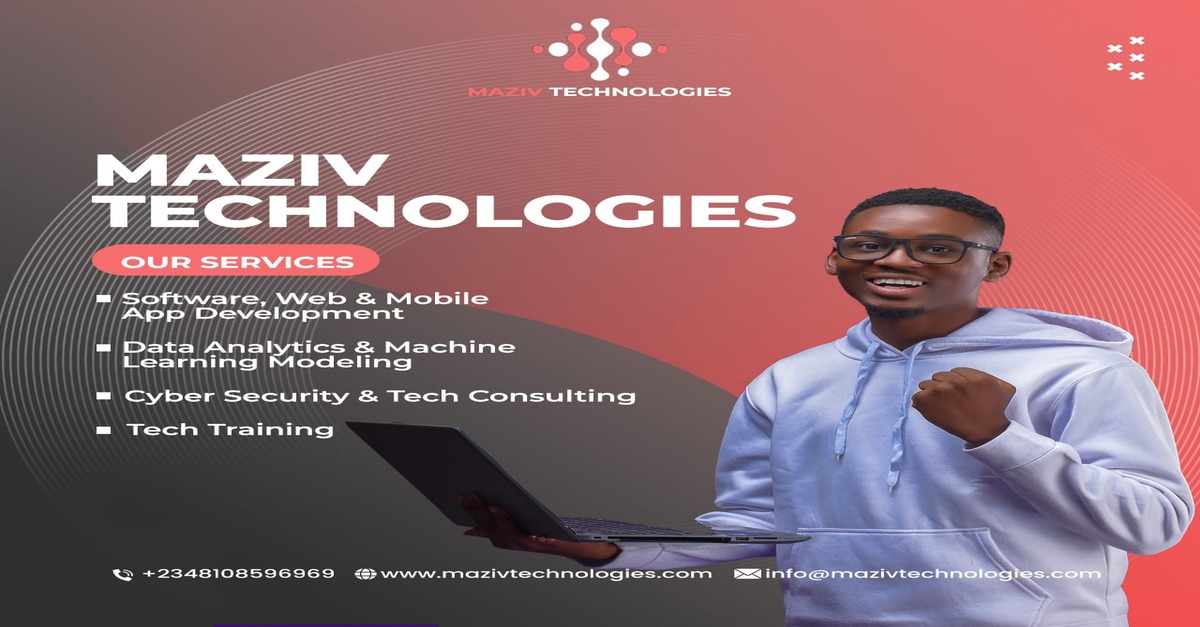 MAZIV TECHNOLOGIES
MAZIV
TECHNOLOGIES
OUR SERVICES
Software, Web & Mobile
App Development
Data Analytics & Machine
Learning Modeling
Cyber Security & Tech Consulting
Tech Training
+2348108596969 www.mazivtechnologies.com info@mazivtechnologies.com